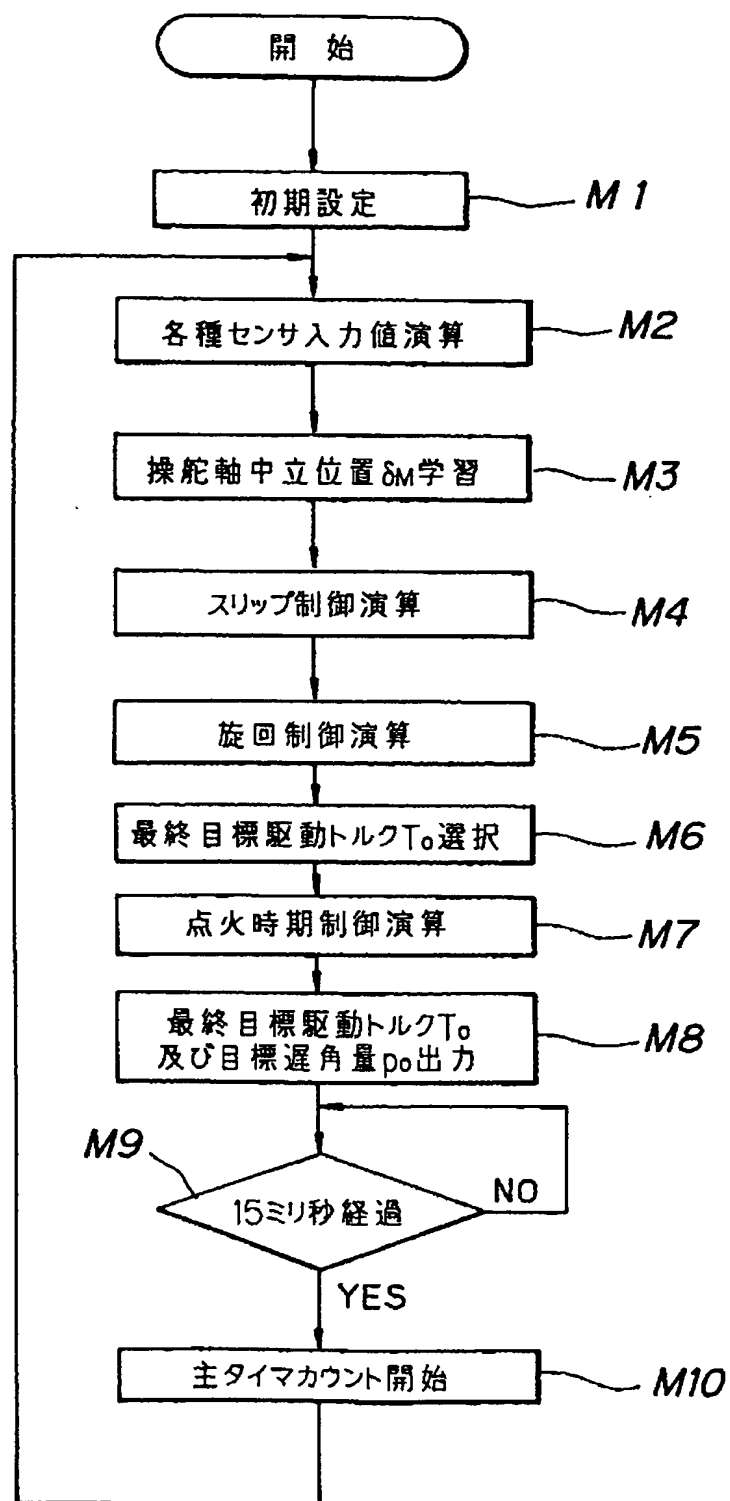 開始
初期設定
M1
各種センサ入力値演算
M2
操舵軸中立位置δM学習
M3
スリップ制御演算
M4
旋回制御演算
M5
最終目標駆動トルクTo選択
M6
点火時期制御演算
M7
最終目標駆動トルクTo
及び目標遅角量po出力
M8
M9
15ミリ秒経過
NO
YES
主タイマカウント開始
M10